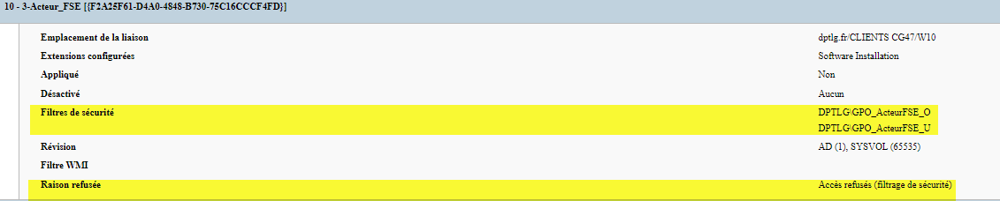 10 - 3-Acteur_FSE [{F2A25F61-D4A0-4848-B730-75C16CCCF4FD}]
Emplacement de la liaison dptlg.fr/CLIENTS CG47/W10
Extensions configurées Software Installation
Appliqué Non
Désactivé Aucun
Filtres de sécurité DPTLG\GPO_ActeurFSE_O
DPTLG\GPO_ActeurFSE_U
Révision AD (1), SYSVOL (65535)
Filtre WMI
Raison refusée Accès refusés (filtrage de sécurité)